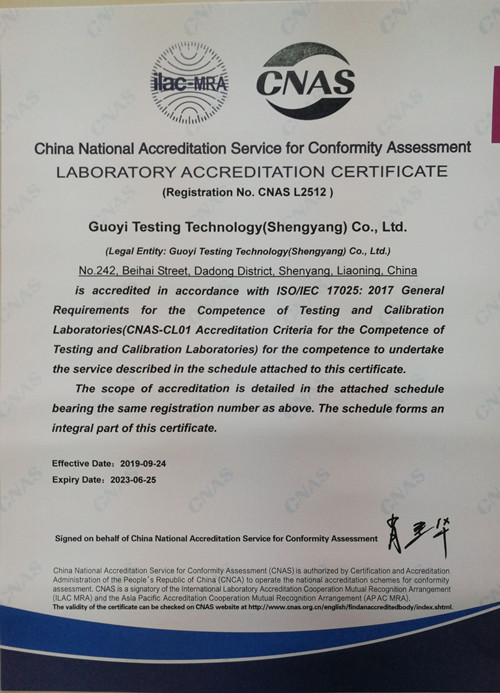 ilac-MRA
CNAS
China National Accreditation Service for Conformity Assessment
LABORATORY ACCREDITATION CERTIFICATE
(Registration No. CNAS L2512 )
Guoyi Testing Technology(Shengyang) Co., Ltd.
(Legal Entity: Guoyi Testing Technology(Shengyang) Co., Ltd.)
No.242, Beihai Street, Dadong District, Shenyang, Liaoning, China
is accredited in accordance with ISO/IEC 17025: 2017 General
Requirements for the Competence of Testing and Calibration
Laboratories(CNAS-CL01 Accreditation Criteria for the Competence of
Testing and Calibration Laboratories) for the competence to undertake
the service described in the schedule attached to this certificate.
The scope of accreditation is detailed in the attached schedule
bearing the same registration number as above. The schedule forms an
integral part of this certificate.
Effective Date：2019-09-24
Expiry Date：2023-06-25
Signed on behalf of China National Accreditation Service for Conformity Assessment
China National Accreditation Service for Conformity Assessment (CNAS) is authorized by Certification and Accreditation
Administration of the People´s Republic of China (CNCA) to operate the national accreditation schemes for conformity
assessment. CNAS is a signatory of the International Laboratory Accreditation Cooperation Mutual Recognition Arrangement
(ILAC MRA) and the Asia Pacific Accreditation Cooperation Mutual Recognition Arrangement (APAC MRA).
The validity of the certificate can be checked on CNAS website at http://www.cnas.org.cn/english/findanaccreditedbody/index.shtml.